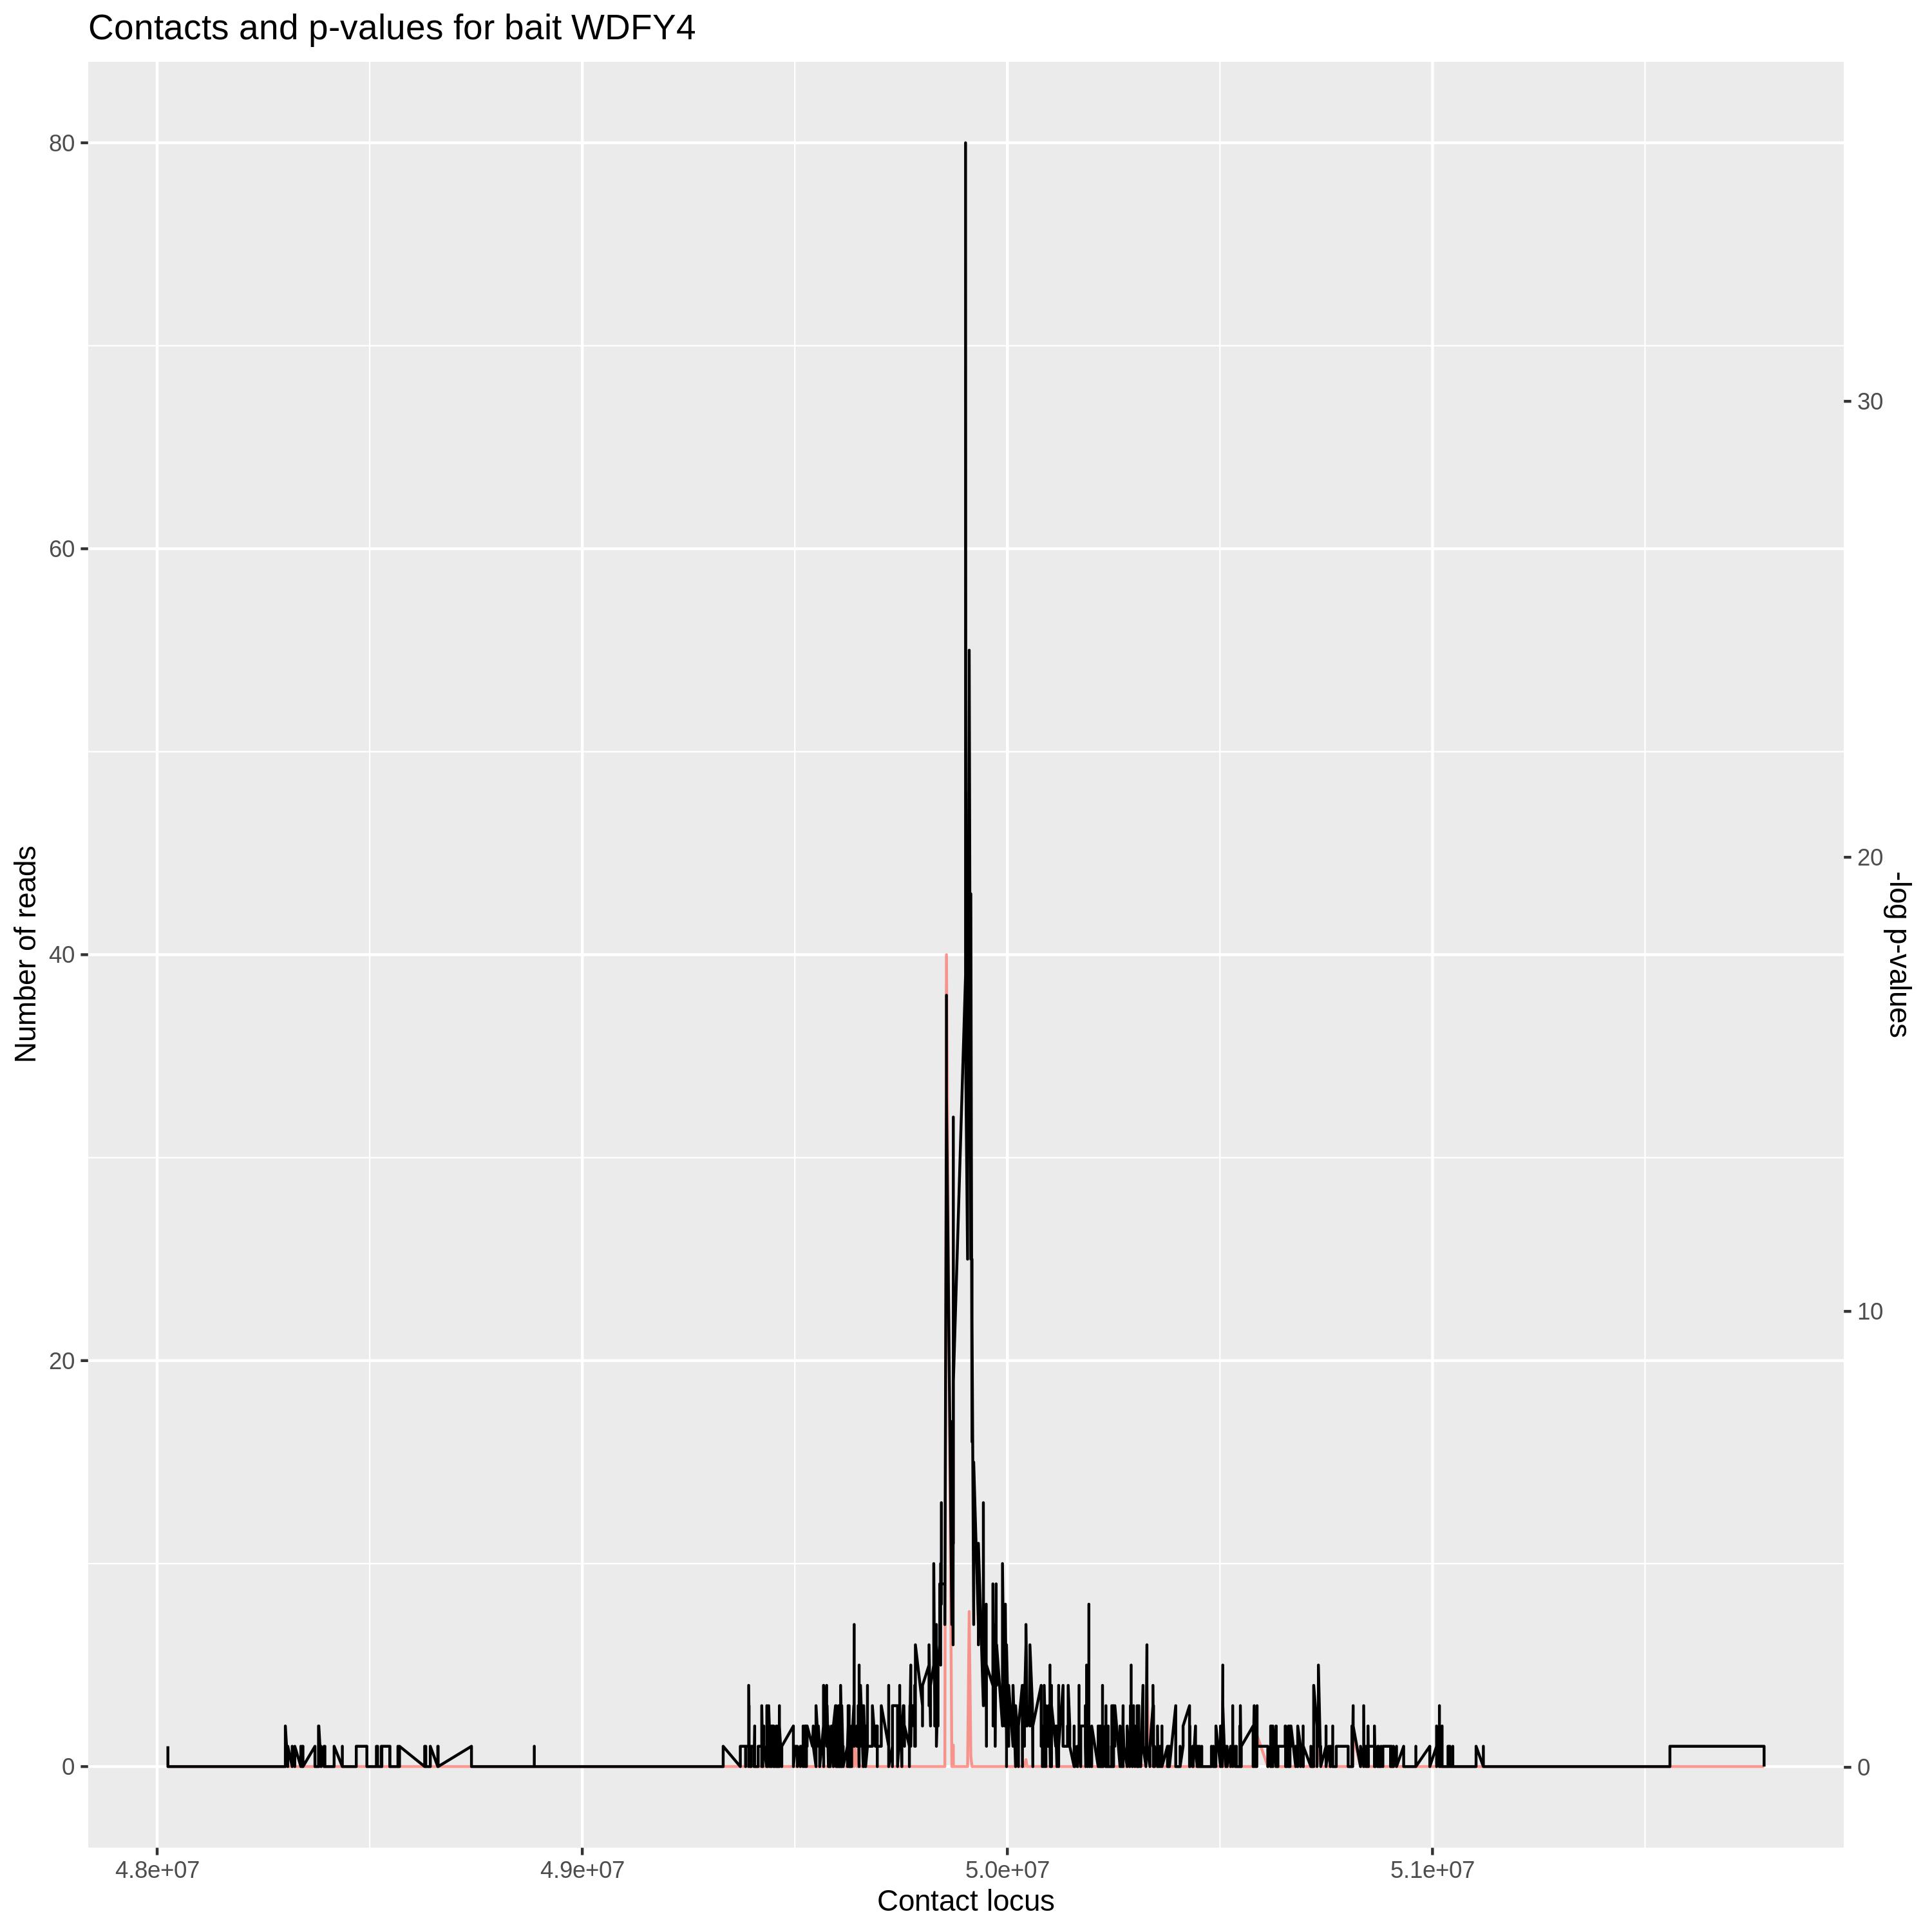 Contacts and p-values for bait WDFY4
80
60
40
20
0
Number of reads
30
20
10
0
-log p-values
4.8e+07
4.9e+07
5.0e+07
5.1e+07
Contact locus